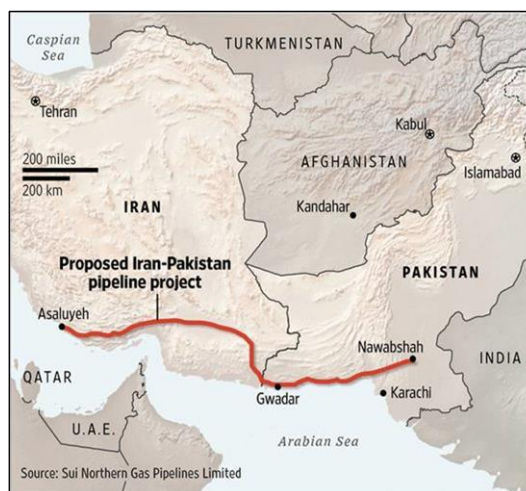 Caspian
Sea
TURKMENISTAN
Tehran
Kabul
200 miles
200 km
AFGHANISTAN
Islamabad
IRAN
Kandahar
Proposed Iran-Pakistan
pipeline project
PAKISTAN
Asaluyeh
Nawabshah
INDIA
QATAR
Gwadar
Karachi
U.A.E.
Arabian Sea
Source: Sui Northern Gas Pipelines Limited